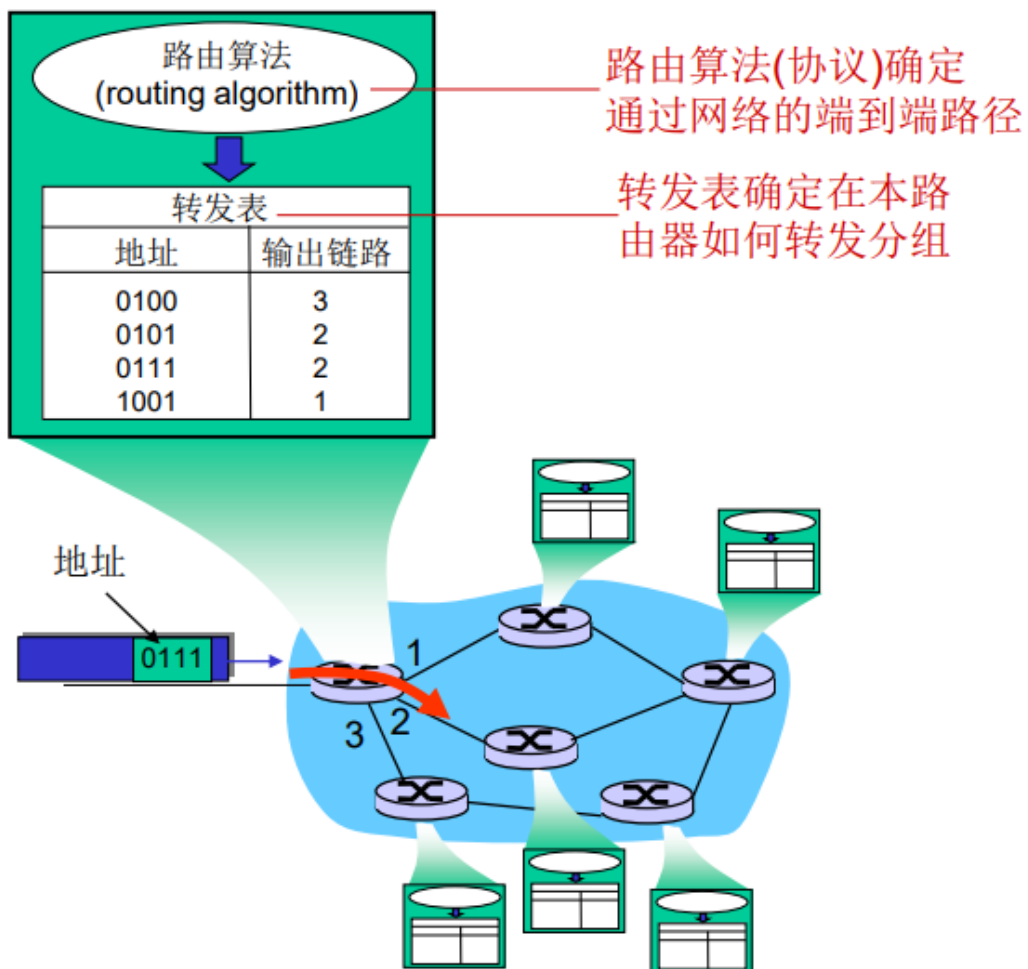 路由算法
(routing algorithm)
路由算法(协议)确定
通过网络的端到端路径
转发表
转发表确定在本路
由器如何转发分组
地址 输出链路
0100 3
0101 2
0111 2
1001 1
地址
0111
1
2
3